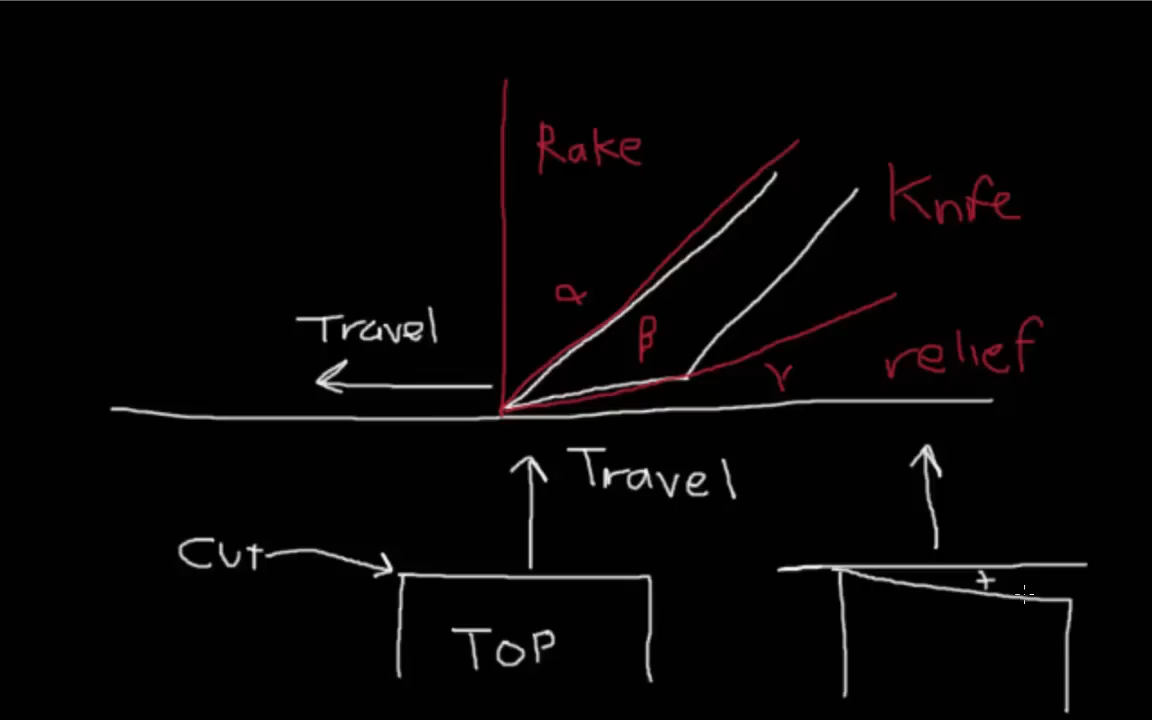 Rake
Knife
α
β
Travel
relief
γ
Travel
Cut
+
TOP